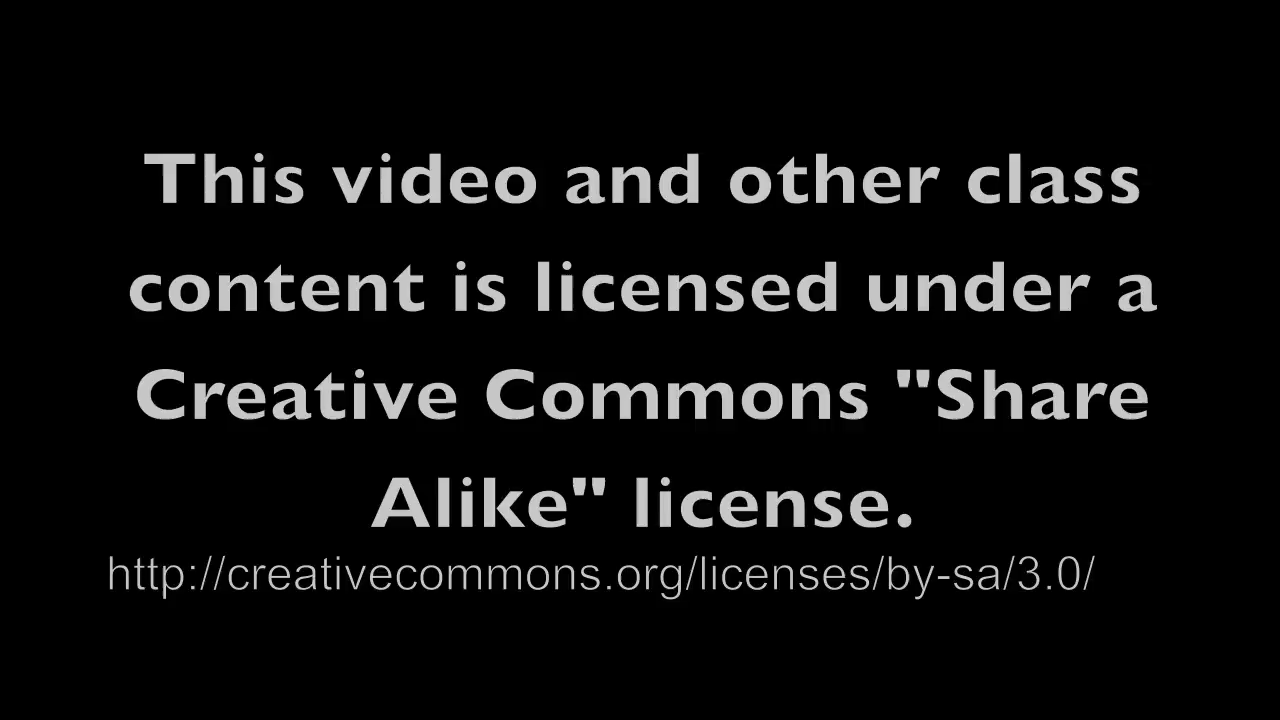 This video and other class
content is licensed under a
Creative Commons "Share
Alike" license.
http://creativecommons.org/licenses/by-sa/3.0/